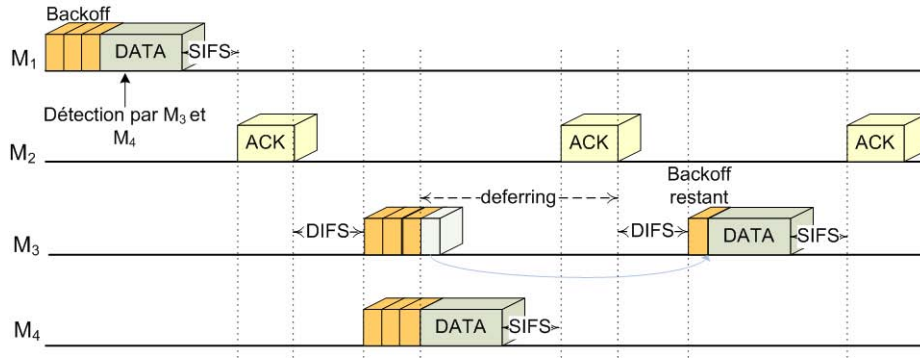 Backoff
M1
DATA
SIFS
Détection par M3 et
M4
M2
ACK
ACK
ACK
deferring
Backoff
restant
M3
DIFS
DIFS
DATA
SIFS
M4
DATA
SIFS